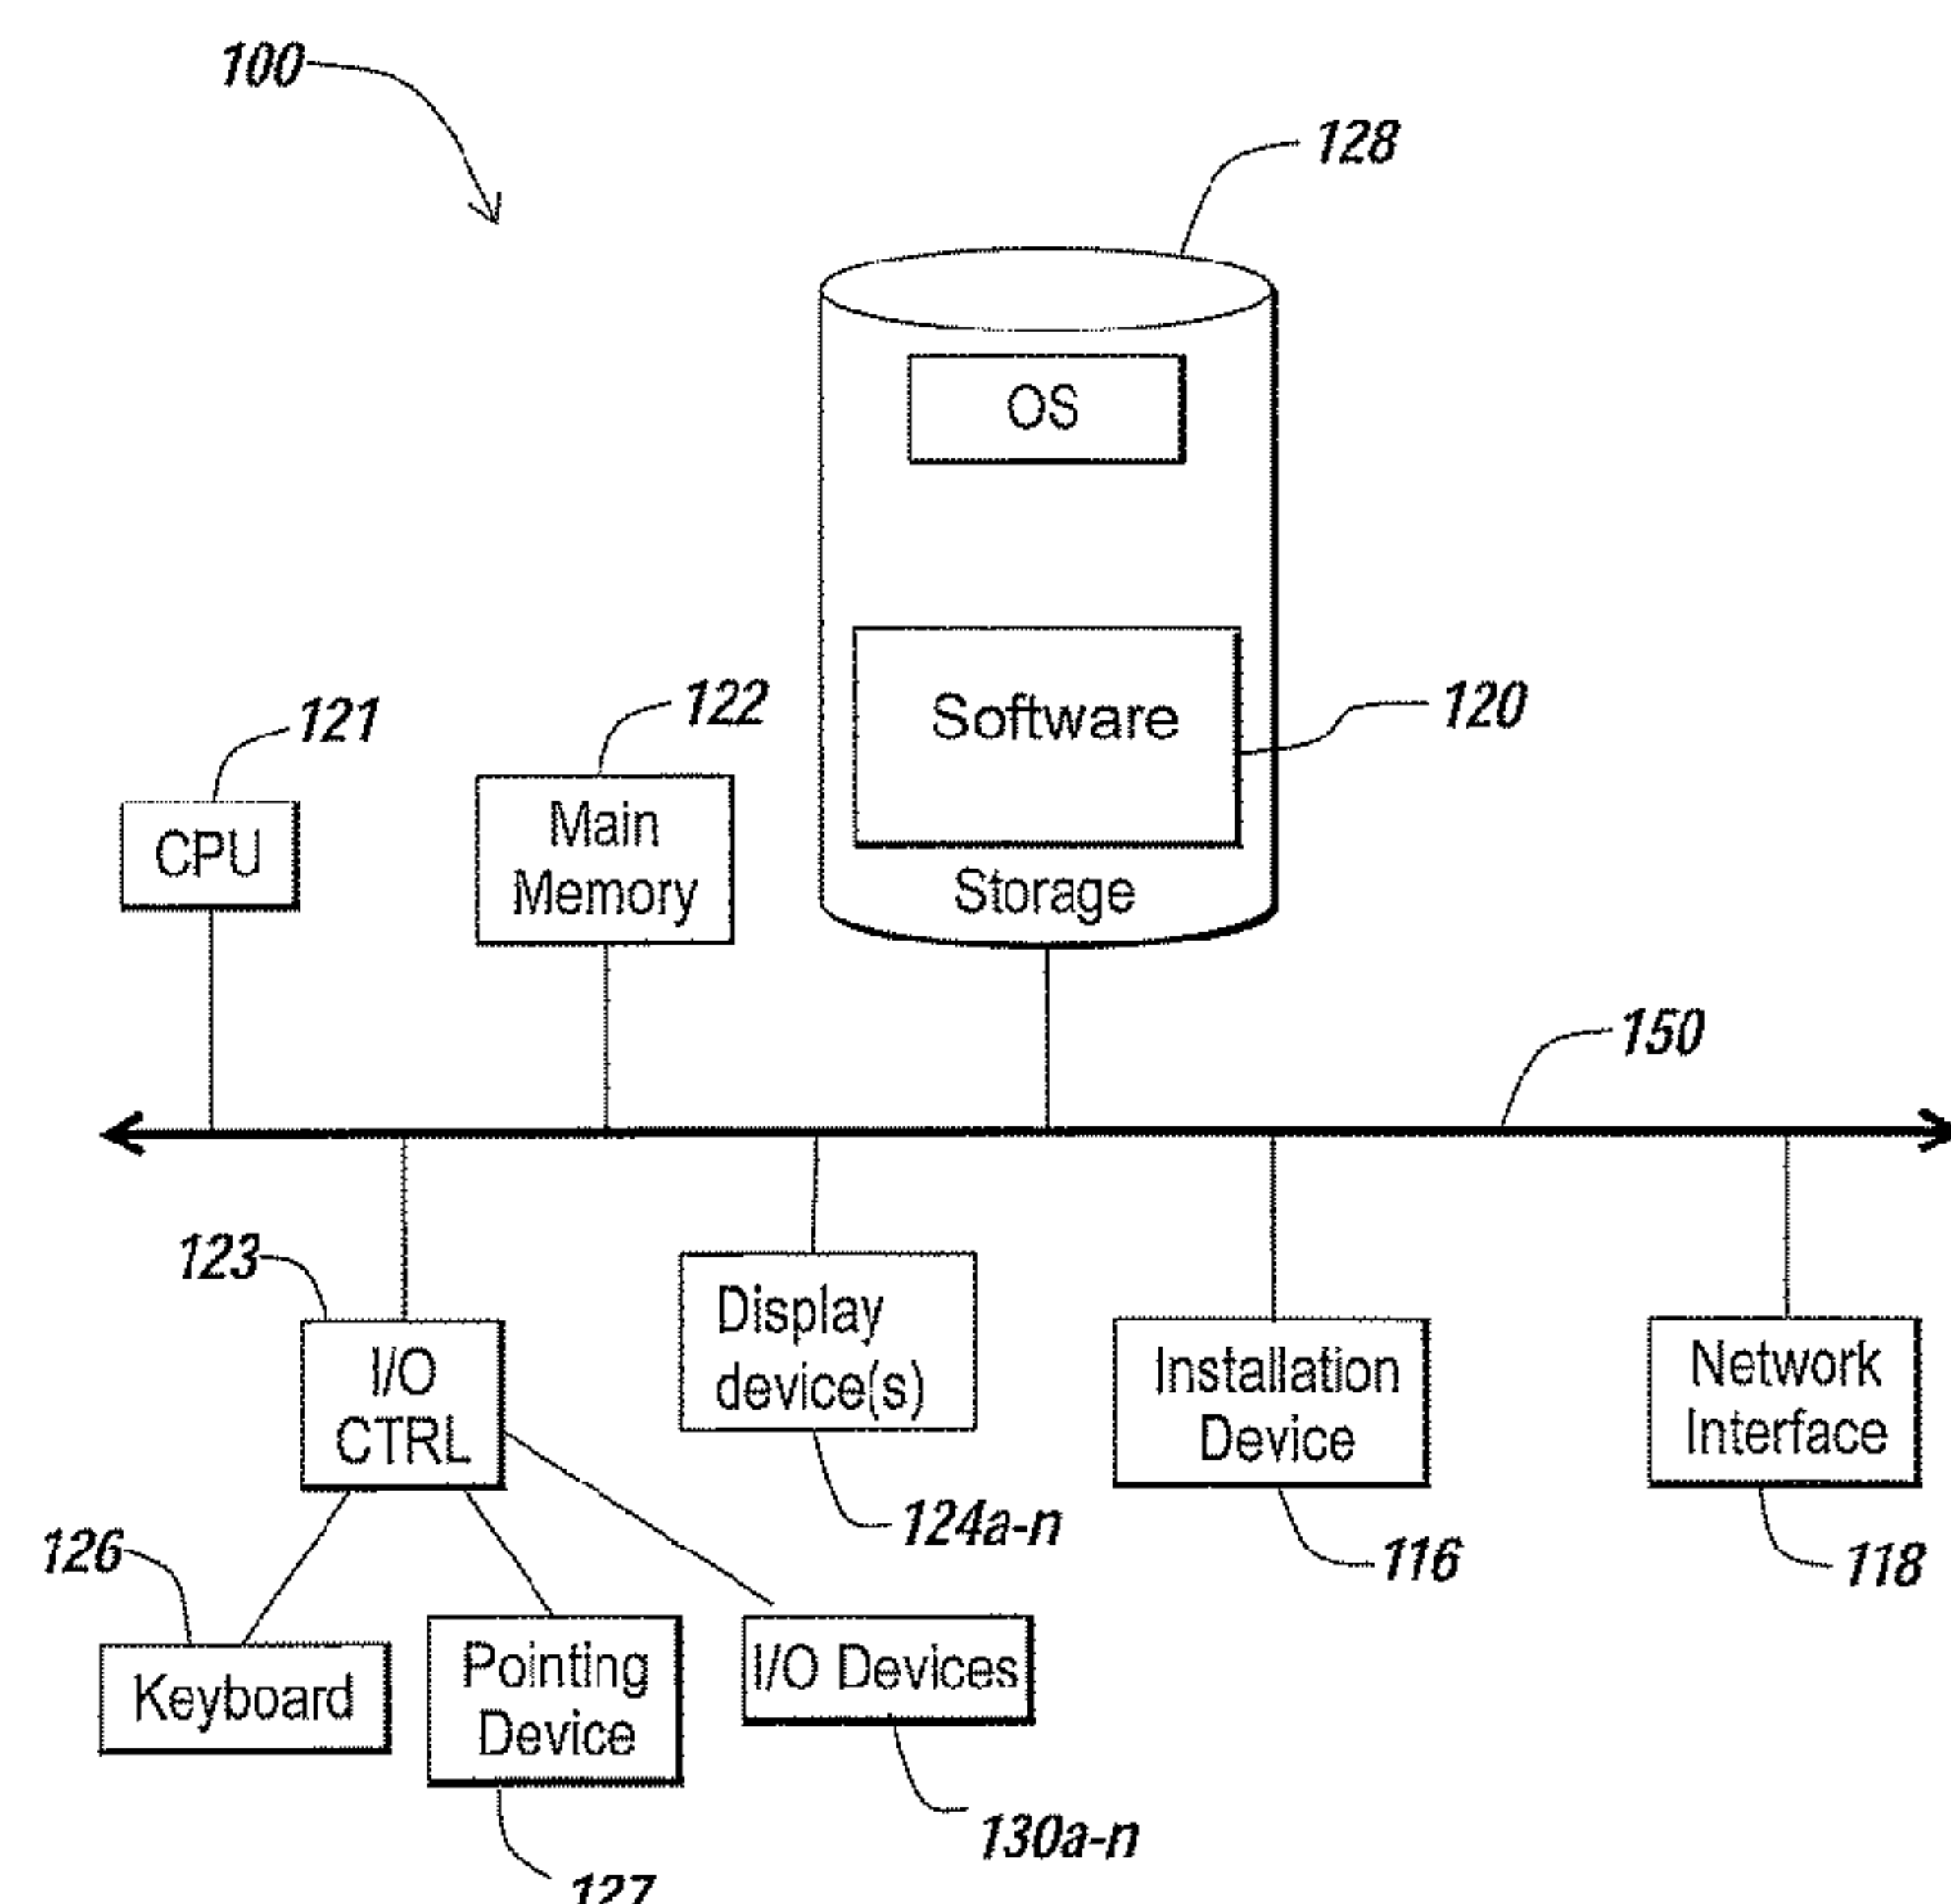 100
128
OS
Software
120
121
122
CPU
Main
Memory
Storage
150
123
I/O
CTRL
Display
device(s)
Installation
Device
Network
Interface
124a-n
116
118
126
Keyboard
Pointing
Device
I/O Devices
130a-n
127